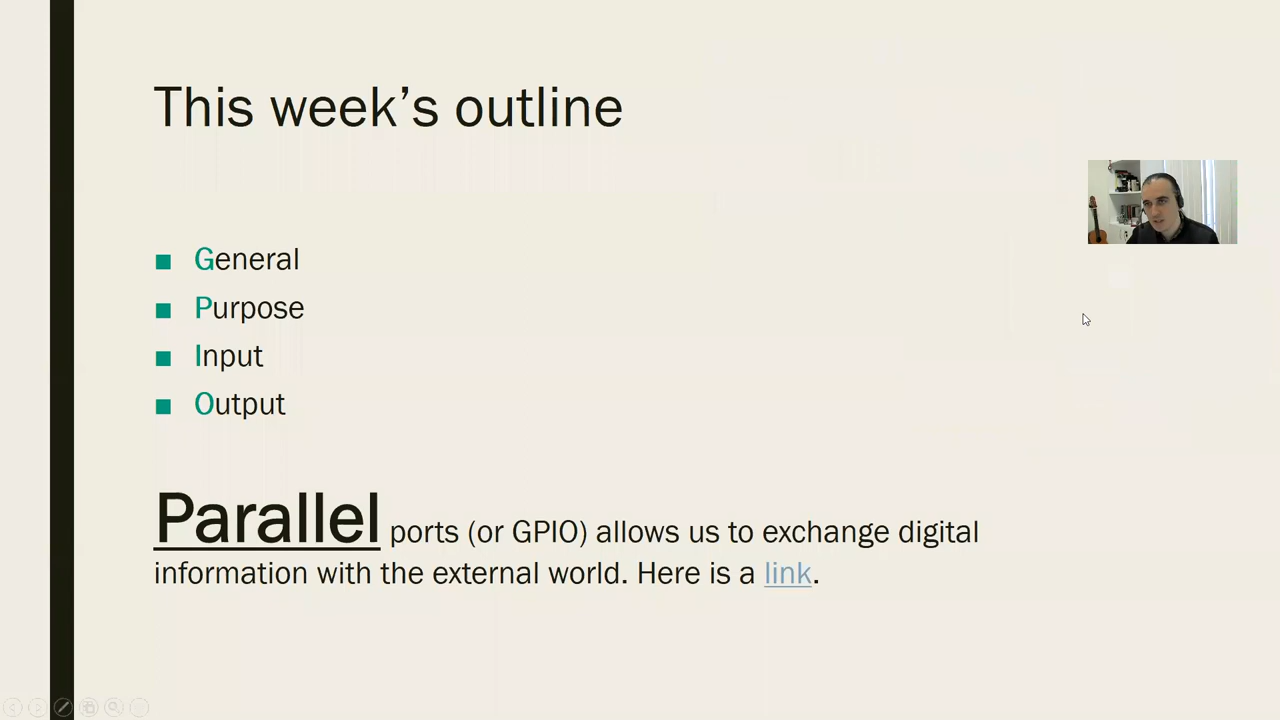 This week’s outline
General
Purpose
Input
Output
Parallel ports (or GPIO) allows us to exchange digital
information with the external world. Here is a link.